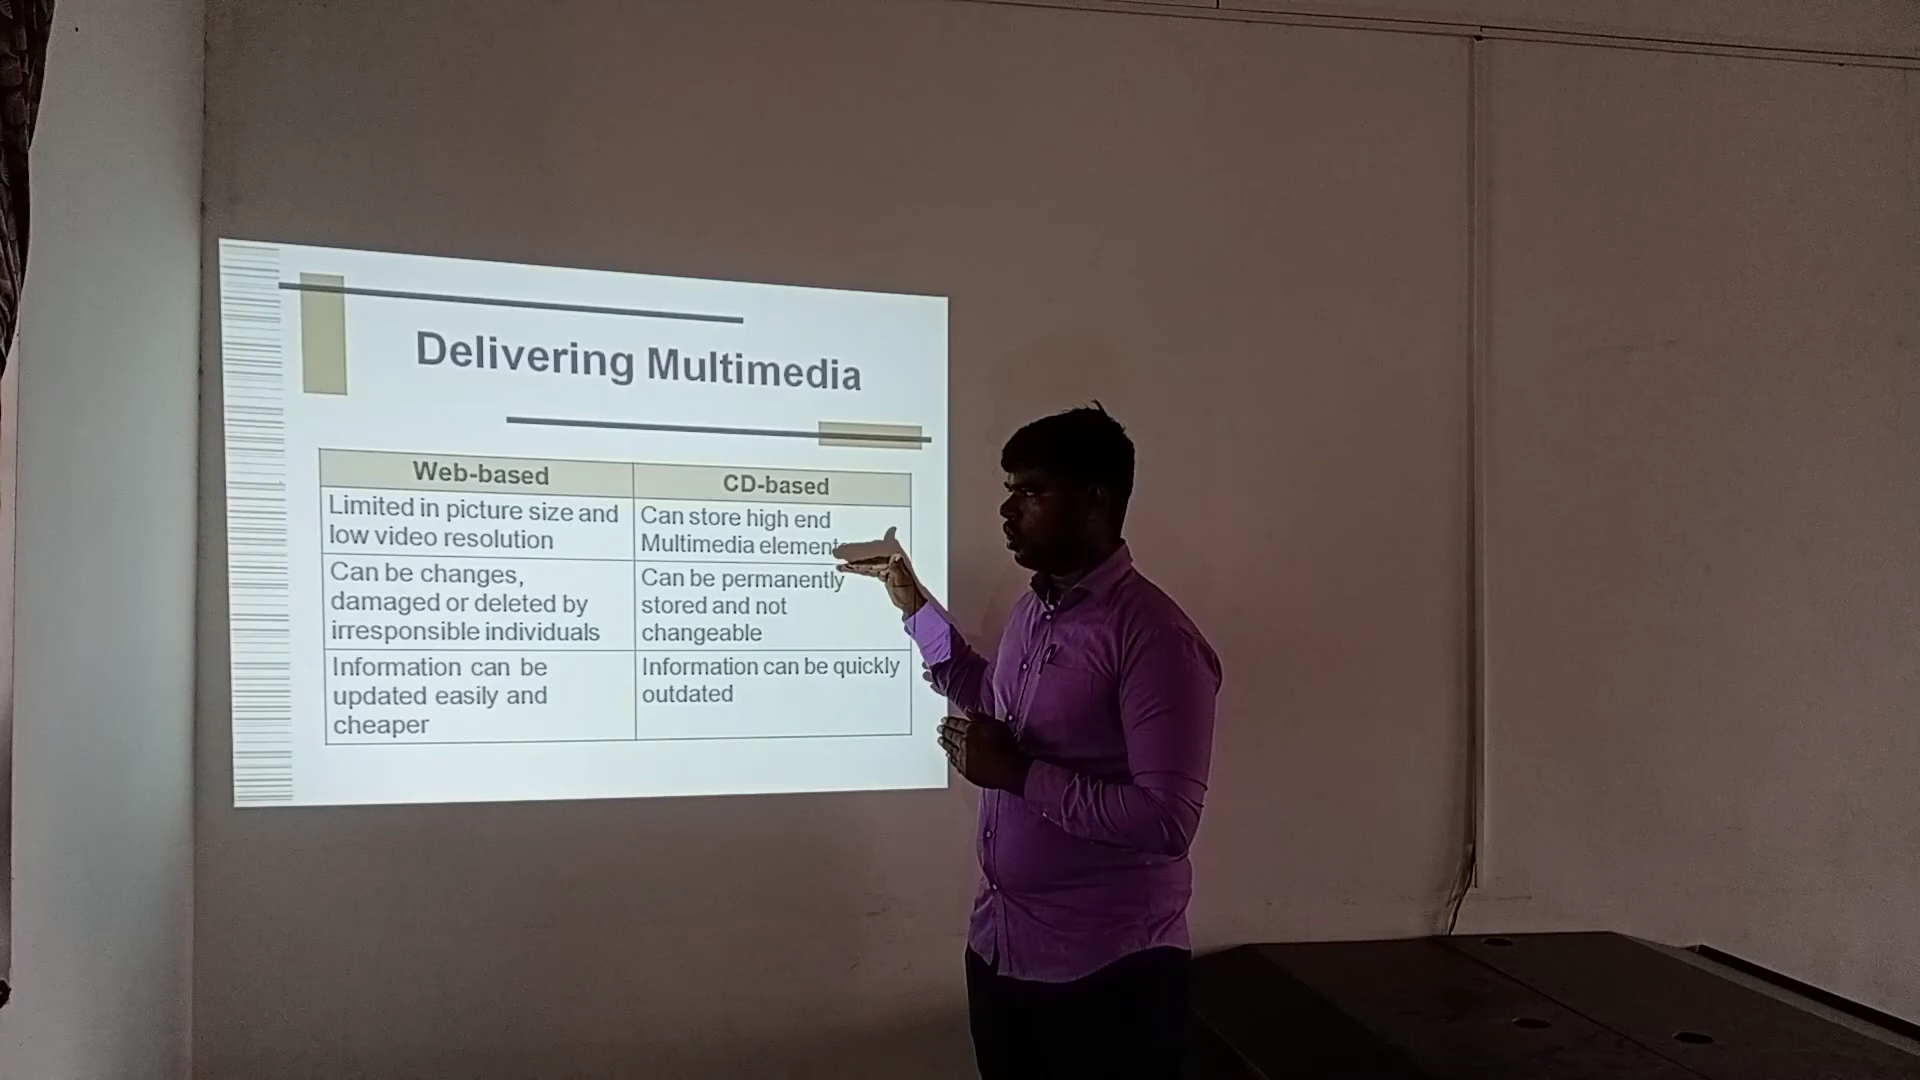 Delivering Multimedia
Web-based
CD-based
Limited in picture size and
low video resolution
Can store high end
Multimedia element
Can be changes,
damaged or deleted by
irresponsible individuals
Can be permanently
stored and not
changeable
Information can be
updated easily and
cheaper
Information can be quickly
outdated